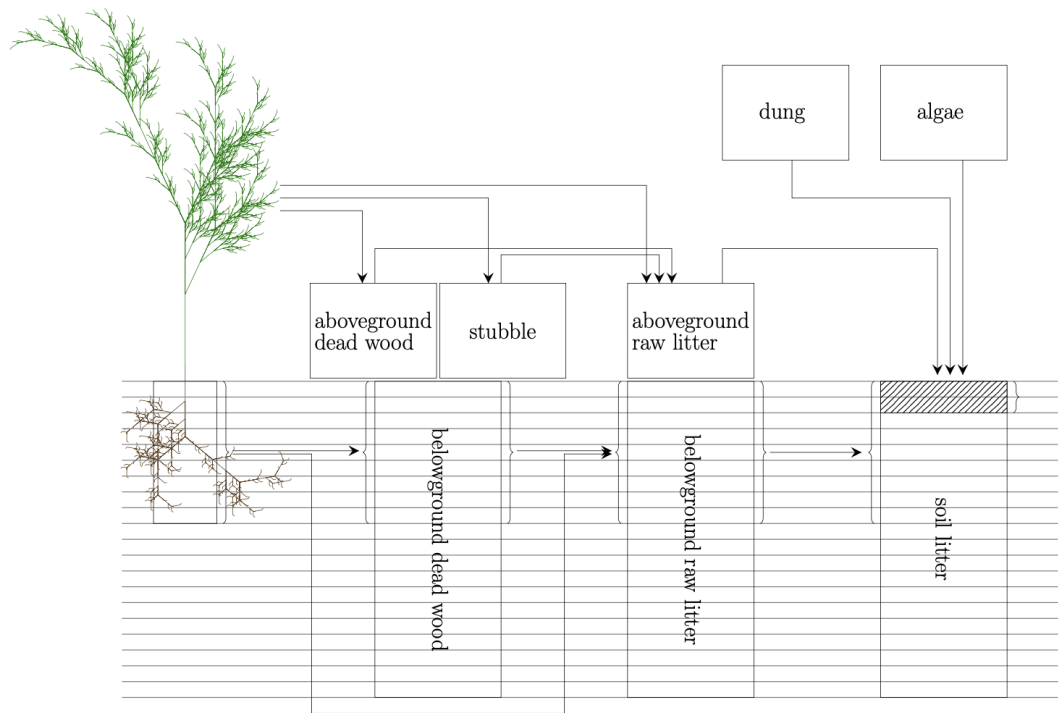 dung
algae
aboveground
dead wood
stubble
aboveground
raw litter
belowground dead wood
belowground raw litter
soil litter